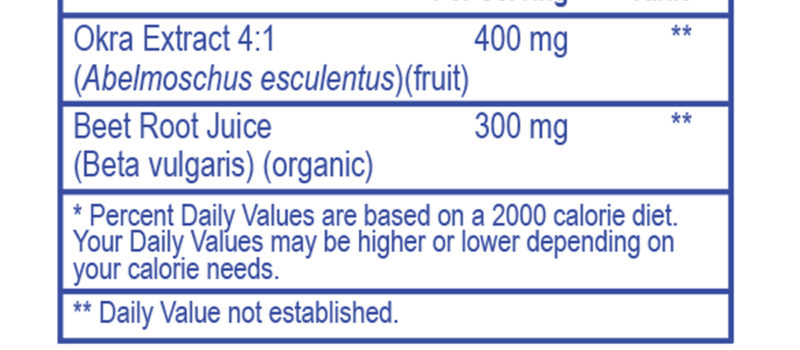 Okra Extract 4:1 400 mg **
(Abelmoschus esculentus)(fruit)
Beet Root Juice 300 mg **
(Beta vulgaris) (organic)
* Percent Daily Values are based on a 2000 calorie diet.
Your Daily Values may be higher or lower depending on
your calorie needs.
** Daily Value not established.